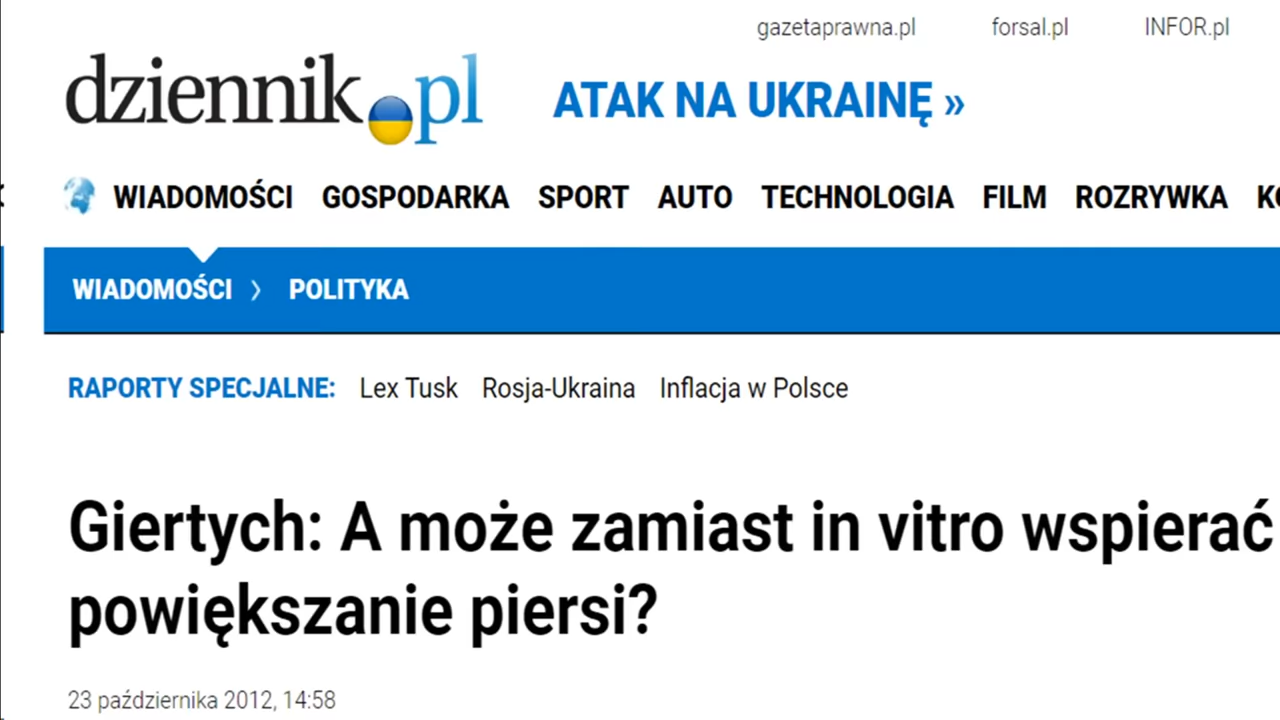 gazetaprawna.pl forsal.pl INFOR.pl
dziennik.pl ATAK NA UKRAINĘ »
WIADOMOŚCI GOSPODARKA SPORT AUTO TECHNOLOGIA FILM ROZRYWKA
WIADOMOŚCI › POLITYKA
RAPORTY SPECJALNE: Lex Tusk Rosja-Ukraina Inflacja w Polsce
Giertych: A może zamiast in vitro wspierać
powiększanie piersi?
23 października 2012, 14:58